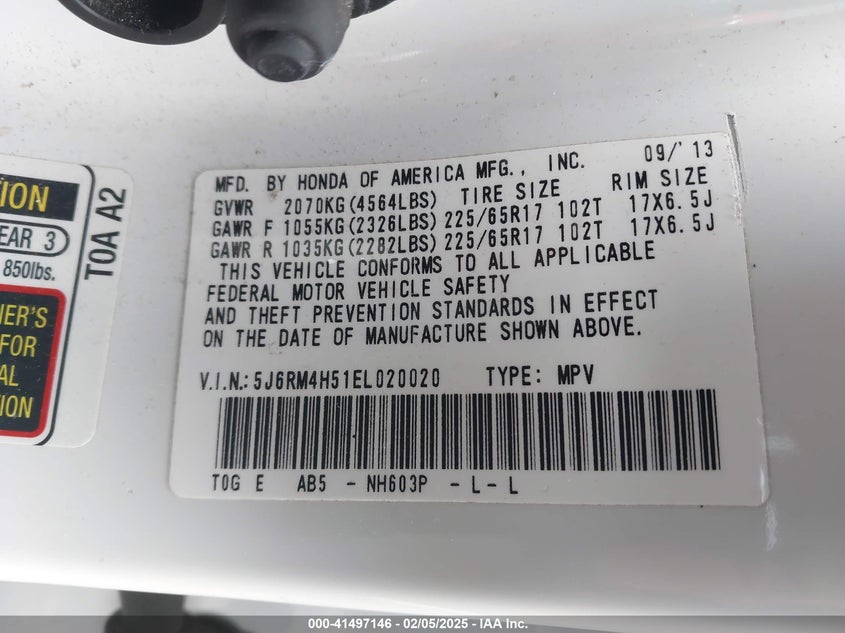 MFD. BY HONDA OF AMERICA MFG., INC. 09/'13
GVWR 2070KG(4564LBS) TIRE SIZE RIM SIZE
GAWR F 1055KG(2326LBS) 225/65R17 102T 17X6.5J
GAWR R 1035KG(2282LBS) 225/65R17 102T 17X6.5J
THIS VEHICLE CONFORMS TO ALL APPLICABLE
FEDERAL MOTOR VEHICLE SAFETY
AND THEFT PREVENTION STANDARDS IN EFFECT
ON THE DATE OF MANUFACTURE SHOWN ABOVE.
V.I.N.: 5J6RM4H51EL020020 TYPE: MPV
T0G E AB5 - NH603P - L - L
TION
EAR 3
850lbs.
T0A A2
NER'S
FOR
AL
TION
000-41497146 - 02/05/2025 - IAA Inc.